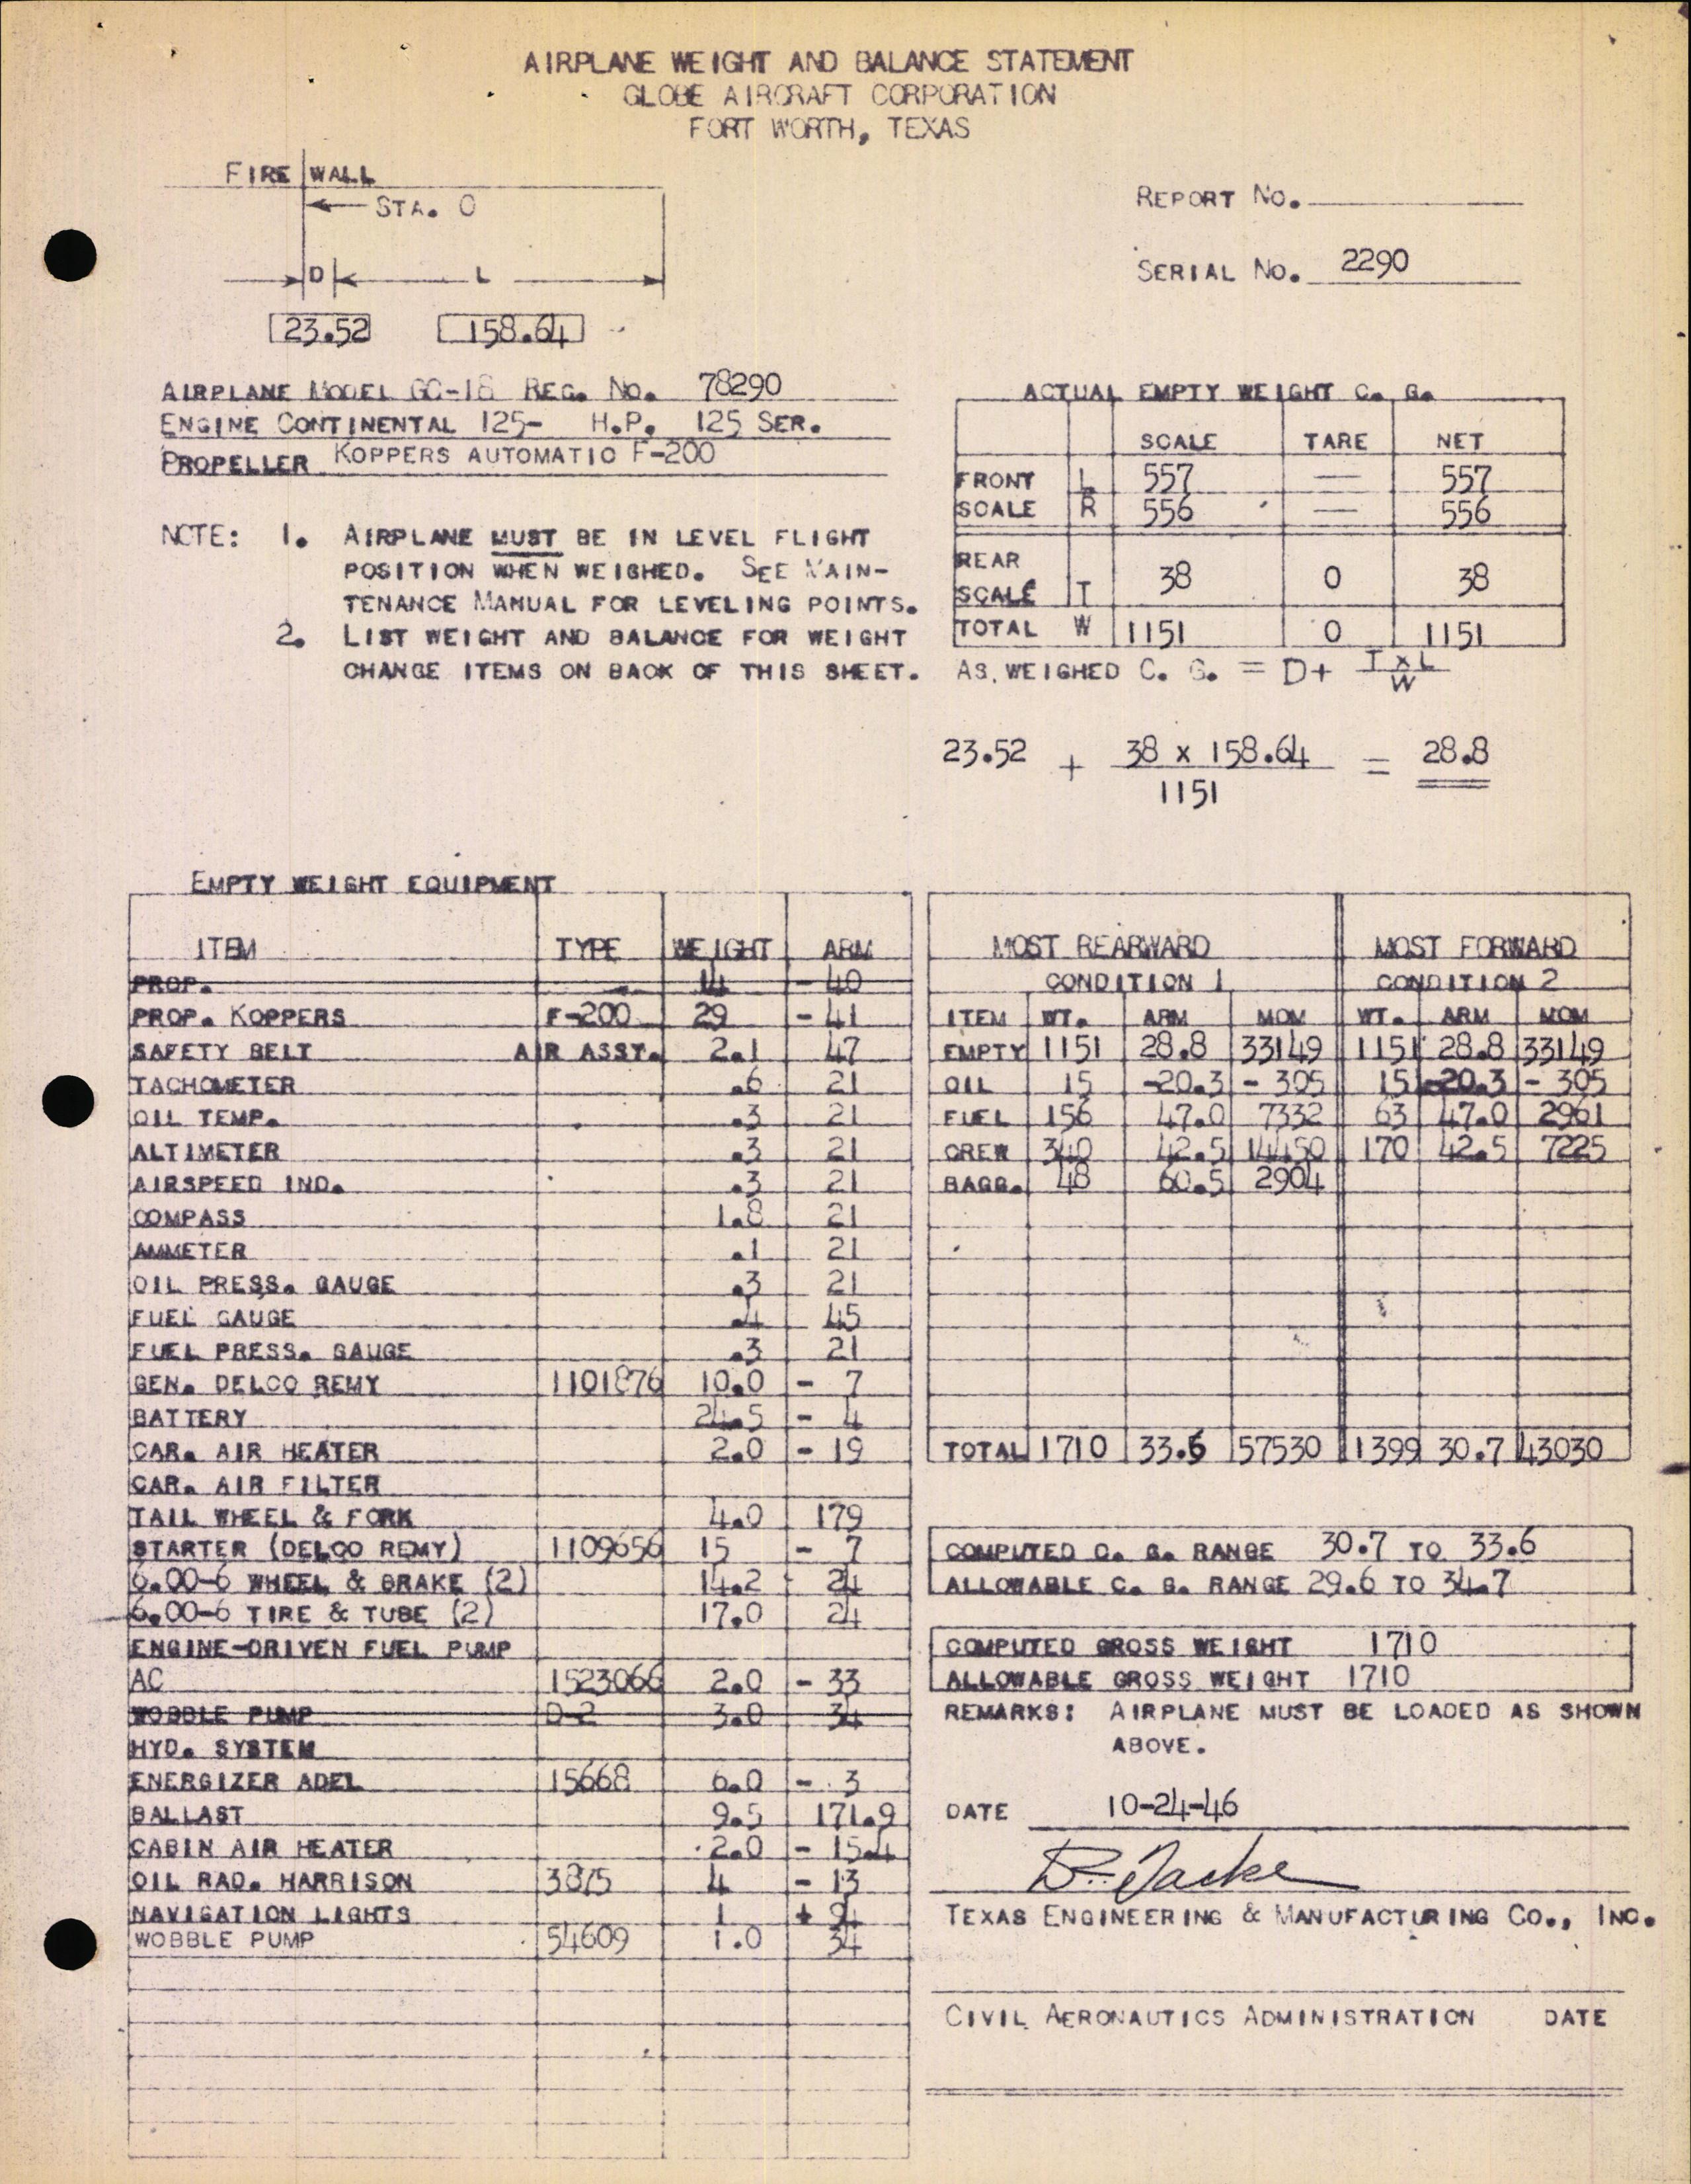 AIRPLANE WEIGHT AND BALANCE STATEMENT
GLOBE AIRCRAFT CORPORATION
FORT WORTH, TEXAS
FIRE WALL
STA. 0
D L
23.52 158.64
REPORT NO.
SERIAL NO. 2290
AIRPLANE MODEL GC-1B REG. NO. 78290
ENGINE CONTINENTAL 125- H.P. 125 SER.
PROPELLER KOPPERS AUTOMATIC F-200
NOTE: 1. AIRPLANE MUST BE IN LEVEL FLIGHT
POSITION WHEN WEIGHED. SEE MAIN-
TENANCE MANUAL FOR LEVELING POINTS.
2. LIST WEIGHT AND BALANCE FOR WEIGHT
CHANGE ITEMS ON BACK OF THIS SHEET.
ACTUAL EMPTY WEIGHT C. G.
SCALE TARE NET
FRONT L 557 — 557
SCALE R 556 — 556
REAR
SCALE T 38 0 38
TOTAL W 1151 0 1151
AS WEIGHED C. G. = D+ T x L
W
23.52 + 38 x 158.64 = 28.8
1151
EMPTY WEIGHT EQUIPMENT
ITEM TYPE WEIGHT ARM
PROP. 14 - 40
PROP. KOPPERS F-200 29 - 41
SAFETY BELT AIR ASSY. 2.1 47
TACHOMETER .6 21
OIL TEMP. .3 21
ALTIMETER .3 21
AIRSPEED IND. .3 21
COMPASS 1.8 21
AMMETER .1 21
OIL PRESS. GAUGE .3 21
FUEL GAUGE .4 45
FUEL PRESS. GAUGE .3 21
GEN. DELCO REMY 1101876 10.0 - 7
BATTERY 24.5 - 4
CAR. AIR HEATER 2.0 - 19
CAR. AIR FILTER
TAIL WHEEL & FORK 4.0 179
STARTER (DELCO REMY) 1109656 15 - 7
6.00-6 WHEEL & BRAKE (2) 14.2 24
6.00-6 TIRE & TUBE (2) 17.0 24
ENGINE-DRIVEN FUEL PUMP
AC 1523066 2.0 - 33
WOBBLE PUMP D-2 3.0 34
HYD. SYSTEM
ENERGIZER ADEL 15668 6.0 - 3
BALLAST 9.5 171.9
CABIN AIR HEATER 2.0 - 15.4
OIL RAD. HARRISON 3875 4 - 13
NAVIGATION LIGHTS 1 + 94
WOBBLE PUMP 54609 1.0 34
MOST REARWARD MOST FORWARD
CONDITION 1 CONDITION 2
ITEM WT. ARM MOM WT. ARM MOM
EMPTY 1151 28.8 33149 1151 28.8 33149
OIL 15 -20.3 - 305 15 -20.3 - 305
FUEL 156 47.0 7332 63 47.0 2961
CREW 340 42.5 14450 170 42.5 7225
BAGG. 48 60.5 2904
TOTAL 1710 33.6 57530 1399 30.7 43030
COMPUTED C. G. RANGE 30.7 TO 33.6
ALLOWABLE C. G. RANGE 29.6 TO 34.7
COMPUTED GROSS WEIGHT 1710
ALLOWABLE GROSS WEIGHT 1710
REMARKS: AIRPLANE MUST BE LOADED AS SHOWN
ABOVE.
DATE 10-24-46
TEXAS ENGINEERING & MANUFACTURING CO., INC.
CIVIL AERONAUTICS ADMINISTRATION DATE